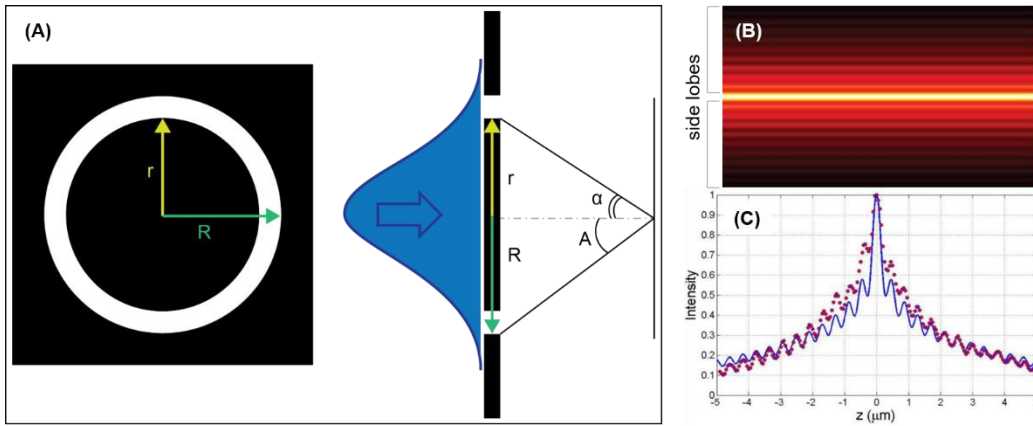 (A)
r
R
r
R
α
A
(B)
side lobes
(C)
Intensity
1
0.9
0.8
0.7
0.6
0.5
0.4
0.3
0.2
0.1
0
-5 -4 -3 -2 -1 0 1 2 3 4
z (μm)